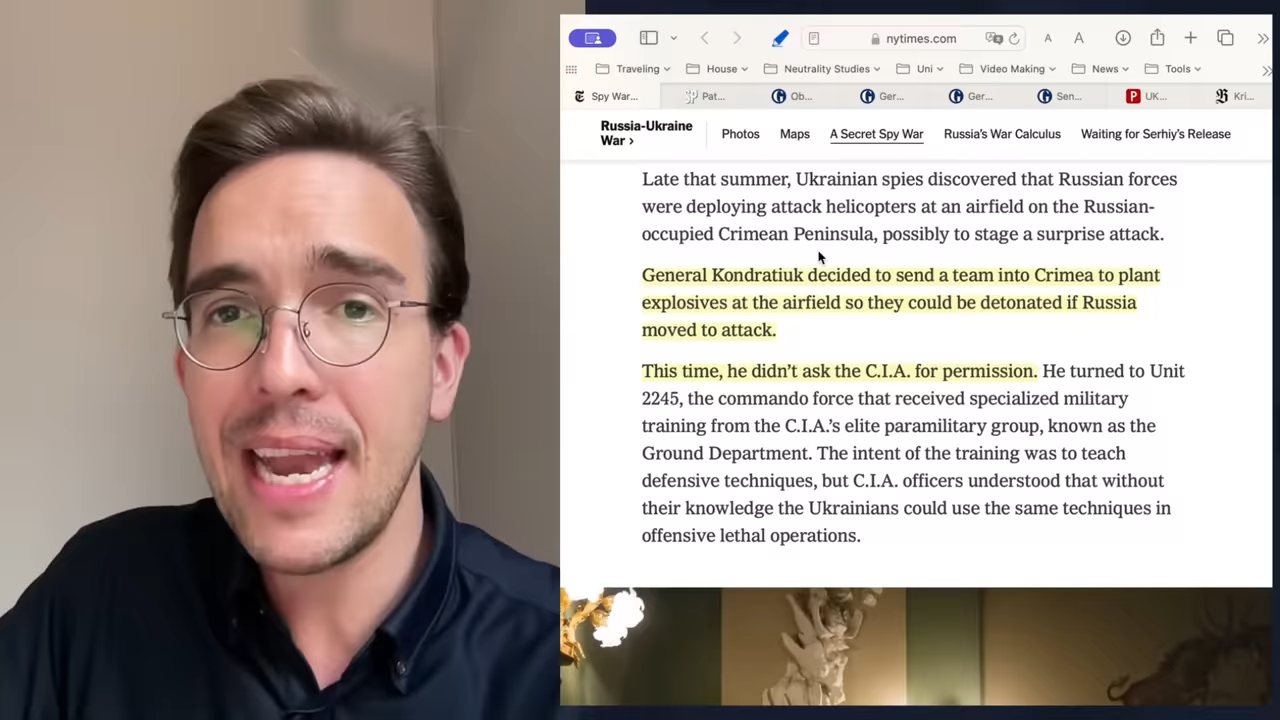 nytimes.com
A A
Traveling House Neutrality Studies Uni Video Making News Tools
Spy War... Pat... Ob... Ger... Ger... Sen... UK... Kri...
Russia-Ukraine
War ›
Photos Maps A Secret Spy War Russia's War Calculus Waiting for Serhiy's Release
Late that summer, Ukrainian spies discovered that Russian forces
were deploying attack helicopters at an airfield on the Russian-
occupied Crimean Peninsula, possibly to stage a surprise attack.
General Kondratiuk decided to send a team into Crimea to plant
explosives at the airfield so they could be detonated if Russia
moved to attack.
This time, he didn't ask the C.I.A. for permission. He turned to Unit
2245, the commando force that received specialized military
training from the C.I.A.'s elite paramilitary group, known as the
Ground Department. The intent of the training was to teach
defensive techniques, but C.I.A. officers understood that without
their knowledge the Ukrainians could use the same techniques in
offensive lethal operations.